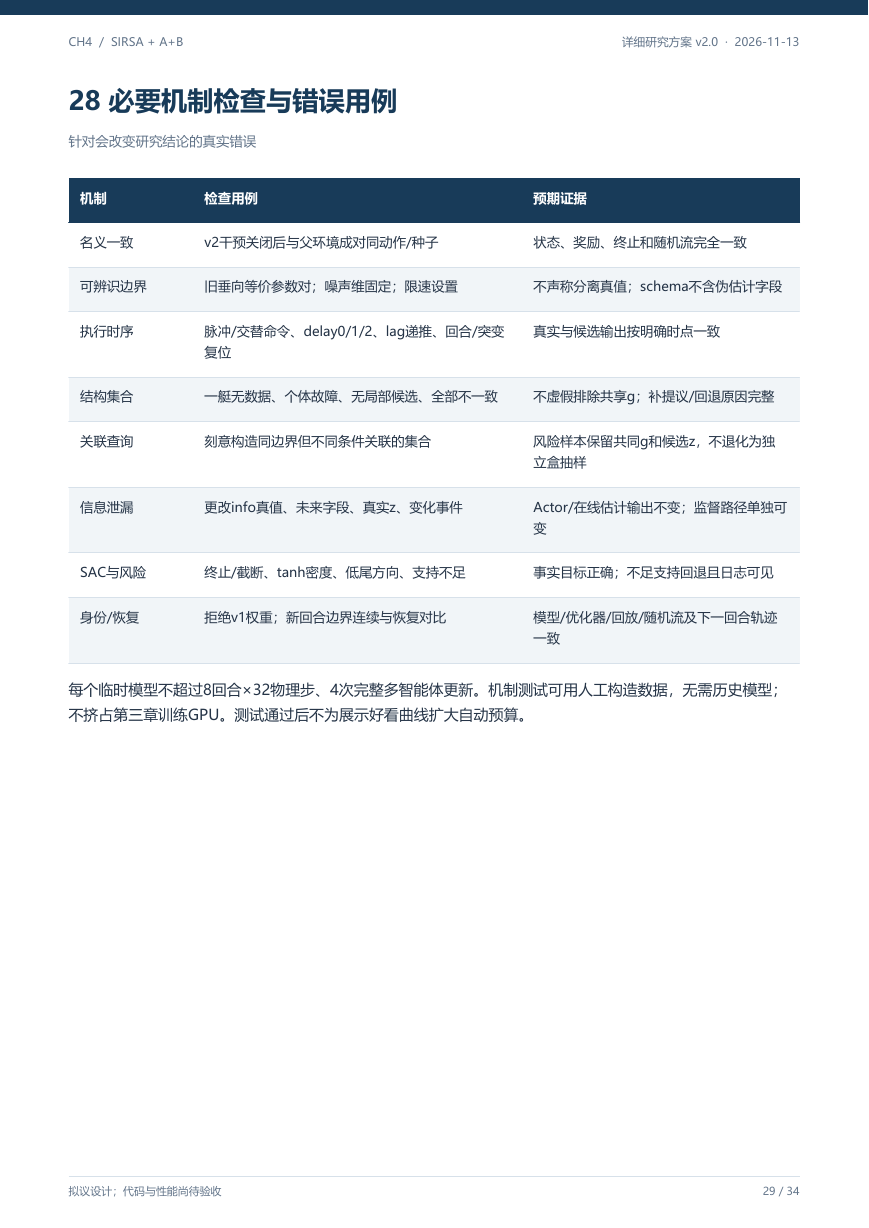 CH4 / SIRSA + A+B
详细研究方案 v2.0 · 2026-11-13
28 必要机制检查与错误用例
针对会改变研究结论的真实错误
机制 检查用例 预期证据
名义一致 v2干预关闭后与父环境成对同动作/种子 状态、奖励、终止和随机流完全一致
可辨识边界 旧垂向等价参数对；噪声维固定；限速设置 不声称分离真值；schema不含伪估计字段
执行时序 脉冲/交替命令、delay0/1/2、lag递推、回合/突变 真实与候选输出按明确时点一致
复位
结构集合 一艇无数据、个体故障、无局部候选、全部不一致 不虚假排除共享g；补提议/回退原因完整
关联查询 刻意构造同边界但不同条件关联的集合 风险样本保留共同g和候选z，不退化为独
立盒抽样
信息泄漏 更改info真值、未来字段、真实z、变化事件 Actor/在线估计输出不变；监督路径单独可
变
SAC与风险 终止/截断、tanh密度、低尾方向、支持不足 事实目标正确；不足支持回退且日志可见
身份/恢复 拒绝v1权重；新回合边界连续与恢复对比 模型/优化器/回放/随机流及下一回合轨迹
一致
每个临时模型不超过8回合×32物理步、4次完整多智能体更新。机制测试可用人工构造数据，无需历史模型；
不挤占第三章训练GPU。测试通过后不为展示好看曲线扩大自动预算。
拟议设计；代码与性能尚待验收
29 / 34